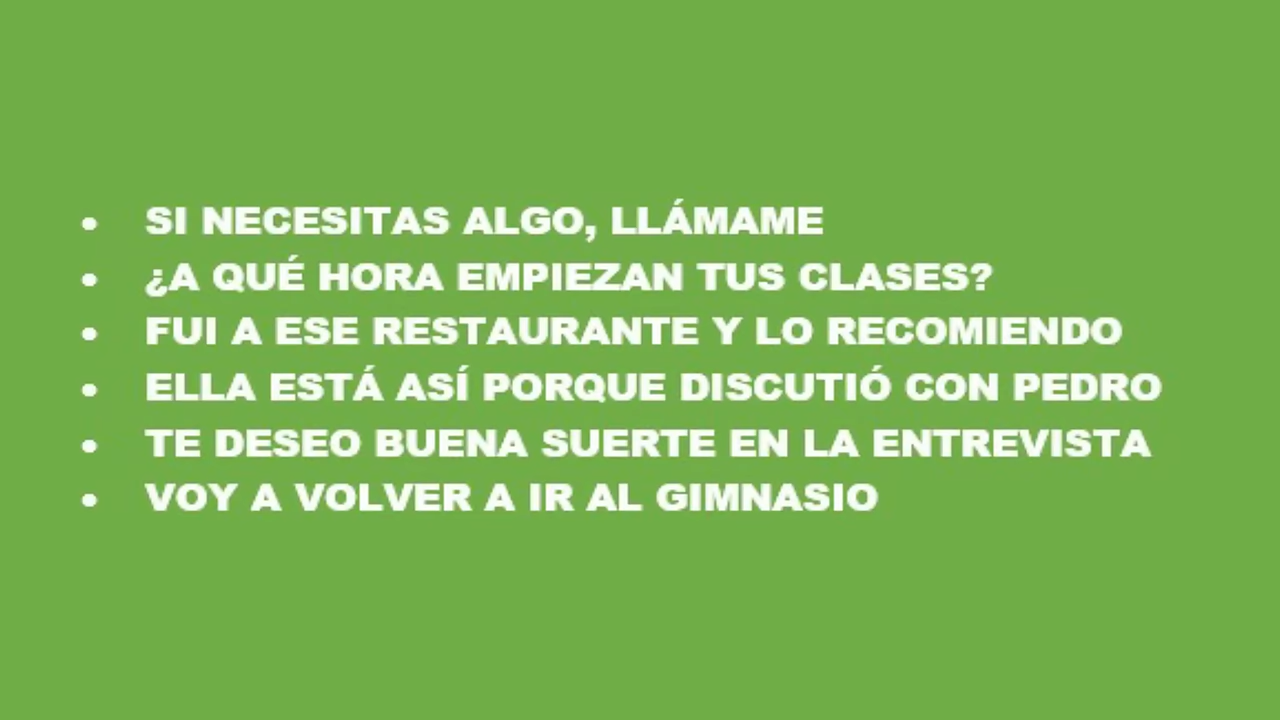 • SI NECESITAS ALGO, LLÁMAME
• ¿A QUÉ HORA EMPIEZAN TUS CLASES?
• FUI A ESE RESTAURANTE Y LO RECOMIENDO
• ELLA ESTÁ ASÍ PORQUE DISCUTIÓ CON PEDRO
• TE DESEO BUENA SUERTE EN LA ENTREVISTA
• VOY A VOLVER A IR AL GIMNASIO